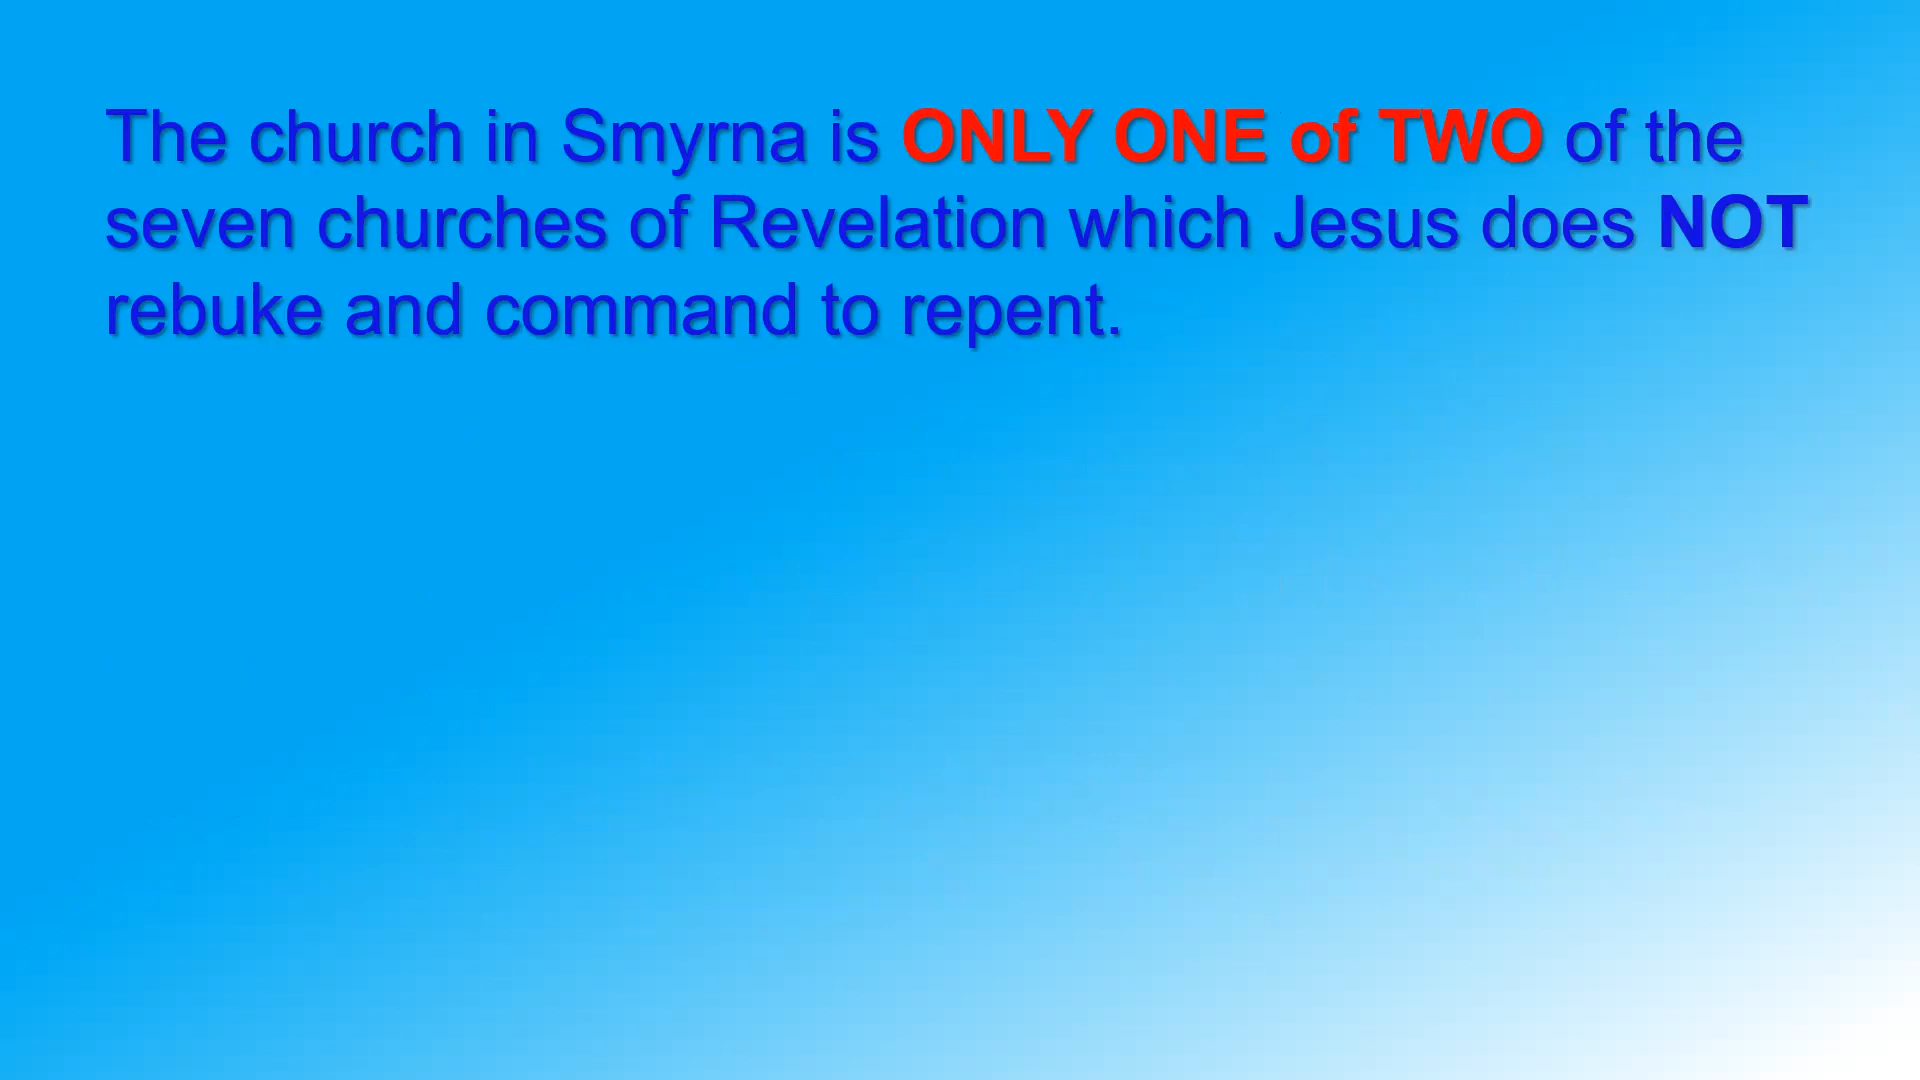 The church in Smyrna is ONLY ONE of TWO of the
seven churches of Revelation which Jesus does NOT
rebuke and command to repent.